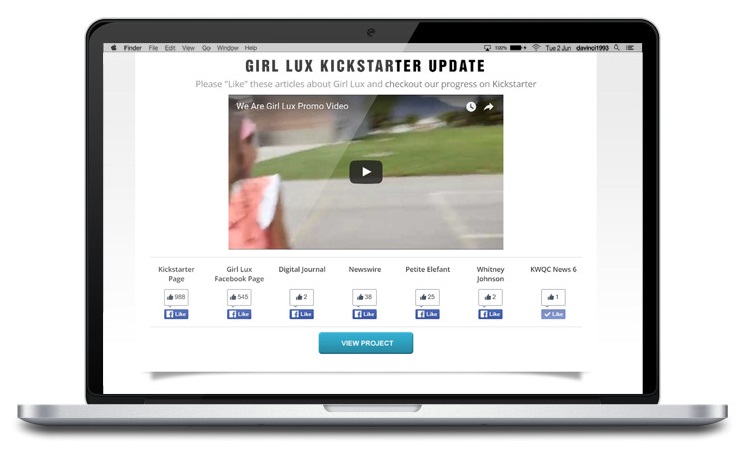 Finder File Edit View Go Window Help 100% Tue 2 Jun davinci1993
GIRL LUX KICKSTARTER UPDATE
Please "Like" these articles about Girl Lux and checkout our progress on Kickstarter
We Are Girl Lux Promo Video
Kickstarter Page
Girl Lux Facebook Page
Digital Journal
Newswire
Petite Elefant
Whitney Johnson
KWQC News 6
988 545 2 38 25 2 1
Like Like Like Like Like Like Like
VIEW PROJECT